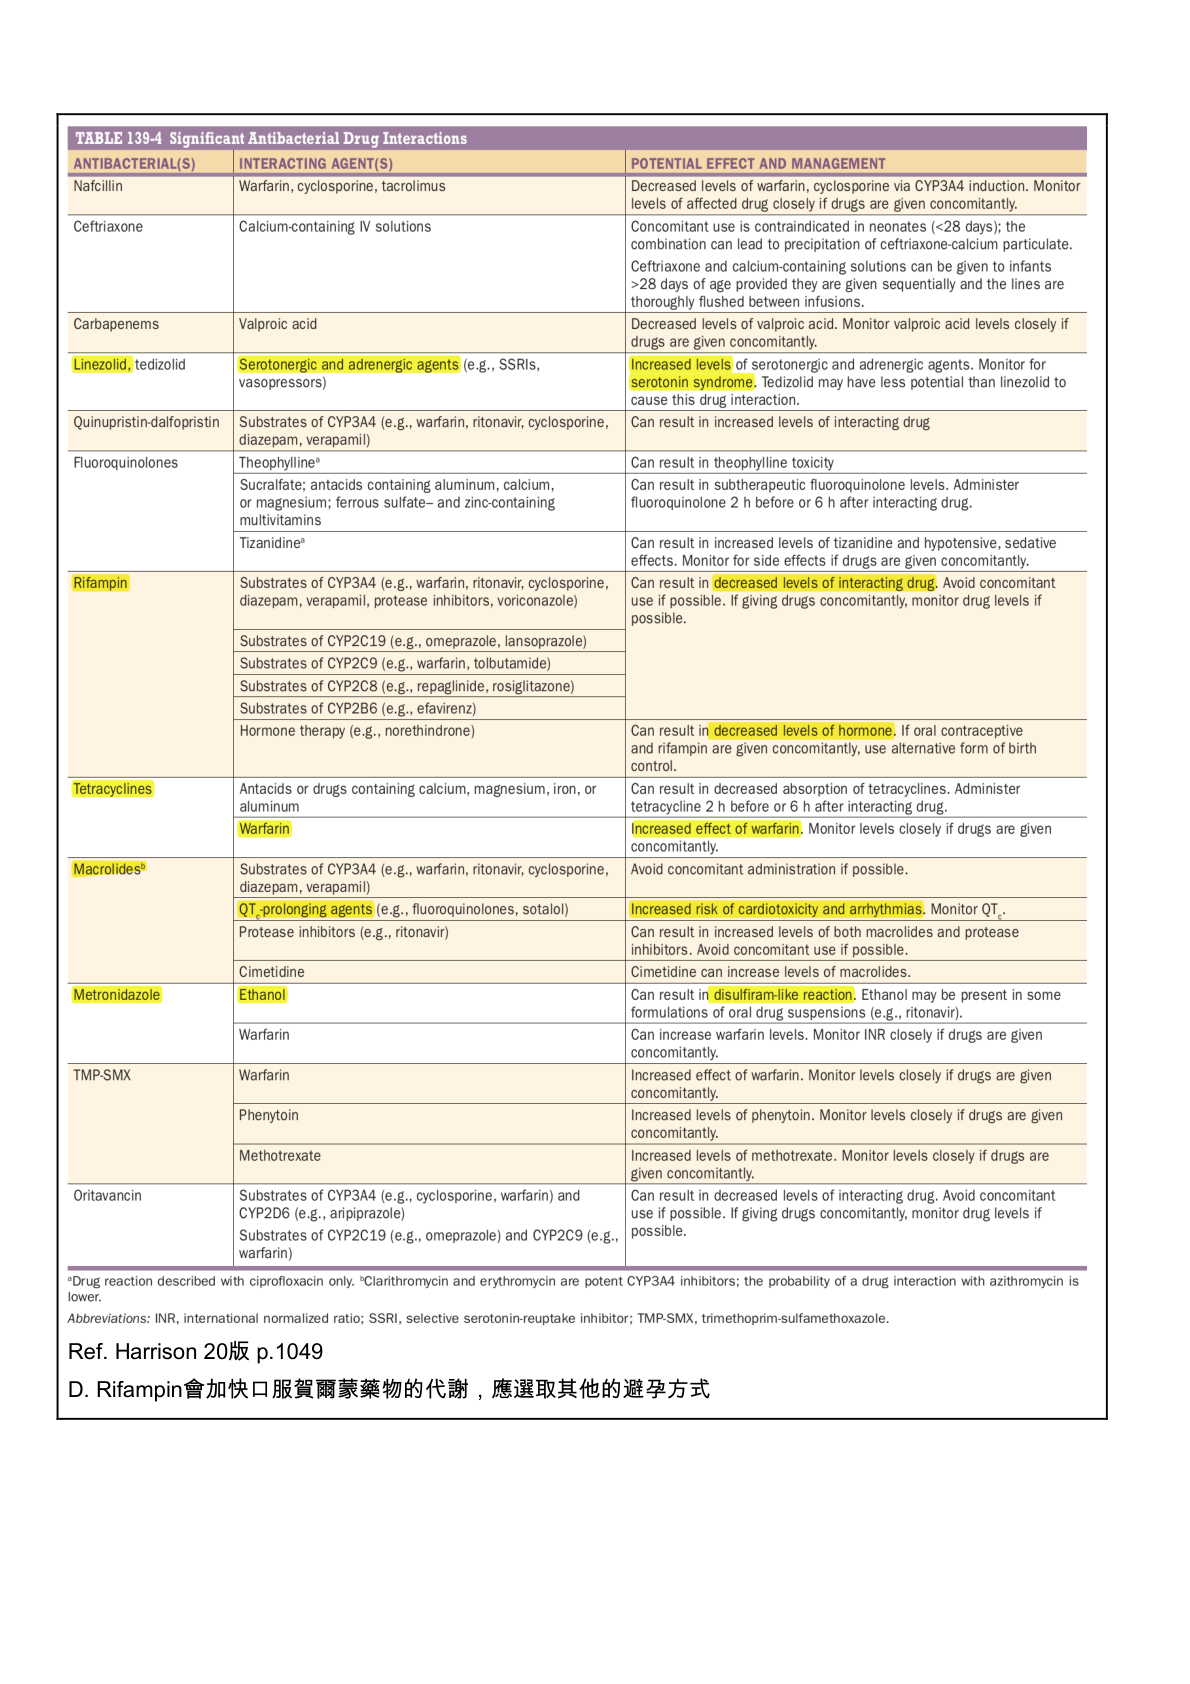 TABLE 139-4 Significant Antibacterial Drug Interactions
ANTIBACTERIAL(S) INTERACTING AGENT(S) POTENTIAL EFFECT AND MANAGEMENT
Nafcillin Warfarin, cyclosporine, tacrolimus Decreased levels of warfarin, cyclosporine via CYP3A4 induction. Monitor
levels of affected drug closely if drugs are given concomitantly.
Ceftriaxone Calcium-containing IV solutions Concomitant use is contraindicated in neonates (<28 days); the
combination can lead to precipitation of ceftriaxone-calcium particulate.
Ceftriaxone and calcium-containing solutions can be given to infants
>28 days of age provided they are given sequentially and the lines are
thoroughly flushed between infusions.
Carbapenems Valproic acid Decreased levels of valproic acid. Monitor valproic acid levels closely if
drugs are given concomitantly.
Linezolid, tedizolid Serotonergic and adrenergic agents (e.g., SSRIs, Increased levels of serotonergic and adrenergic agents. Monitor for
vasopressors) serotonin syndrome. Tedizolid may have less potential than linezolid to
cause this drug interaction.
Quinupristin-dalfopristin Substrates of CYP3A4 (e.g., warfarin, ritonavir, cyclosporine, Can result in increased levels of interacting drug
diazepam, verapamil)
Fluoroquinolones Theophyllineᵃ Can result in theophylline toxicity
Sucralfate; antacids containing aluminum, calcium, Can result in subtherapeutic fluoroquinolone levels. Administer
or magnesium; ferrous sulfate– and zinc-containing fluoroquinolone 2 h before or 6 h after interacting drug.
multivitamins
Tizanidineᵃ Can result in increased levels of tizanidine and hypotensive, sedative
effects. Monitor for side effects if drugs are given concomitantly.
Rifampin Substrates of CYP3A4 (e.g., warfarin, ritonavir, cyclosporine, Can result in decreased levels of interacting drug. Avoid concomitant
diazepam, verapamil, protease inhibitors, voriconazole) use if possible. If giving drugs concomitantly, monitor drug levels if
possible.
Substrates of CYP2C19 (e.g., omeprazole, lansoprazole)
Substrates of CYP2C9 (e.g., warfarin, tolbutamide)
Substrates of CYP2C8 (e.g., repaglinide, rosiglitazone)
Substrates of CYP2B6 (e.g., efavirenz)
Hormone therapy (e.g., norethindrone) Can result in decreased levels of hormone. If oral contraceptive
and rifampin are given concomitantly, use alternative form of birth
control.
Tetracyclines Antacids or drugs containing calcium, magnesium, iron, or Can result in decreased absorption of tetracyclines. Administer
aluminum tetracycline 2 h before or 6 h after interacting drug.
Warfarin Increased effect of warfarin. Monitor levels closely if drugs are given
concomitantly.
Macrolidesᵇ Substrates of CYP3A4 (e.g., warfarin, ritonavir, cyclosporine, Avoid concomitant administration if possible.
diazepam, verapamil)
QTc-prolonging agents (e.g., fluoroquinolones, sotalol) Increased risk of cardiotoxicity and arrhythmias. Monitor QTc.
Protease inhibitors (e.g., ritonavir) Can result in increased levels of both macrolides and protease
inhibitors. Avoid concomitant use if possible.
Cimetidine Cimetidine can increase levels of macrolides.
Metronidazole Ethanol Can result in disulfiram-like reaction. Ethanol may be present in some
formulations of oral drug suspensions (e.g., ritonavir).
Warfarin Can increase warfarin levels. Monitor INR closely if drugs are given
concomitantly.
TMP-SMX Warfarin Increased effect of warfarin. Monitor levels closely if drugs are given
concomitantly.
Phenytoin Increased levels of phenytoin. Monitor levels closely if drugs are given
concomitantly.
Methotrexate Increased levels of methotrexate. Monitor levels closely if drugs are
given concomitantly.
Oritavancin Substrates of CYP3A4 (e.g., cyclosporine, warfarin) and Can result in decreased levels of interacting drug. Avoid concomitant
CYP2D6 (e.g., aripiprazole) use if possible. If giving drugs concomitantly, monitor drug levels if
Substrates of CYP2C19 (e.g., omeprazole) and CYP2C9 (e.g., possible.
warfarin)
ᵃDrug reaction described with ciprofloxacin only. ᵇClarithromycin and erythromycin are potent CYP3A4 inhibitors; the probability of a drug interaction with azithromycin is
lower.
Abbreviations: INR, international normalized ratio; SSRI, selective serotonin-reuptake inhibitor; TMP-SMX, trimethoprim-sulfamethoxazole.
Ref. Harrison 20版 p.1049
D. Rifampin會加快口服賀爾蒙藥物的代謝，應選取其他的避孕方式